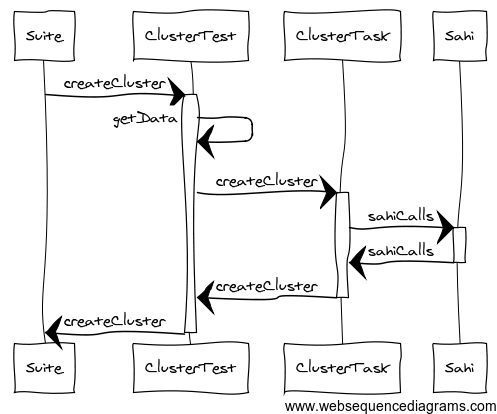 Suite ClusterTest ClusterTask Sahi
createCluster
getData
createCluster
sahiCalls
sahiCalls
createCluster
createCluster
Suite ClusterTest ClusterTask Sahi
www.websequencediagrams.com